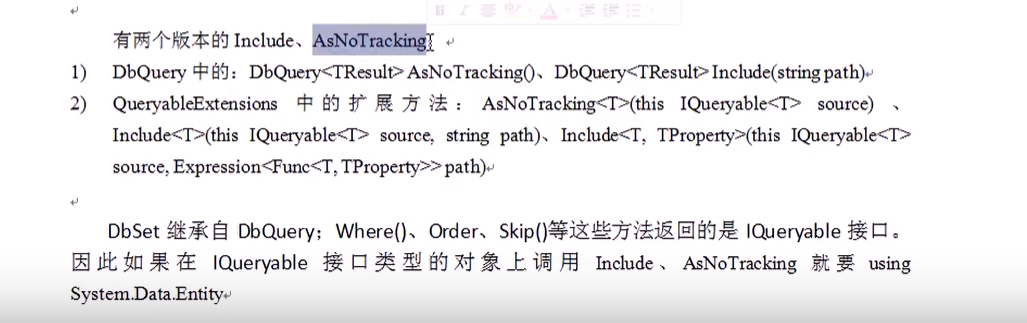 有两个版本的 Include、AsNoTracking
1) DbQuery 中的：DbQuery<TResult> AsNoTracking()、DbQuery<TResult> Include(string path)
2) QueryableExtensions 中的扩展方法：AsNoTracking<T>(this IQueryable<T> source) 、
Include<T>(this IQueryable<T> source, string path)、Include<T, TProperty>(this IQueryable<T>
source, Expression<Func<T, TProperty>> path)
DbSet 继承自 DbQuery；Where()、Order、Skip()等这些方法返回的是 IQueryable 接口。
因此如果在 IQueryable 接口类型的对象上调用 Include、AsNoTracking 就要 using
System.Data.Entity